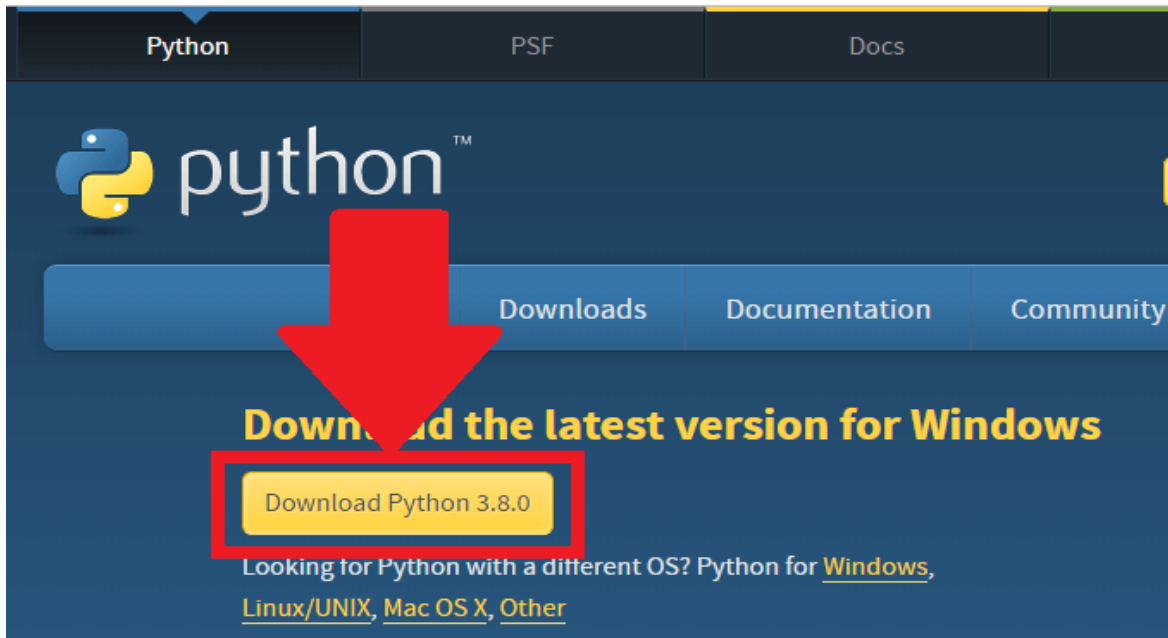 Python PSF Docs
python™
Downloads Documentation Community
Download the latest version for Windows
Download Python 3.8.0
Looking for Python with a different OS? Python for Windows,
Linux/UNIX, Mac OS X, Other